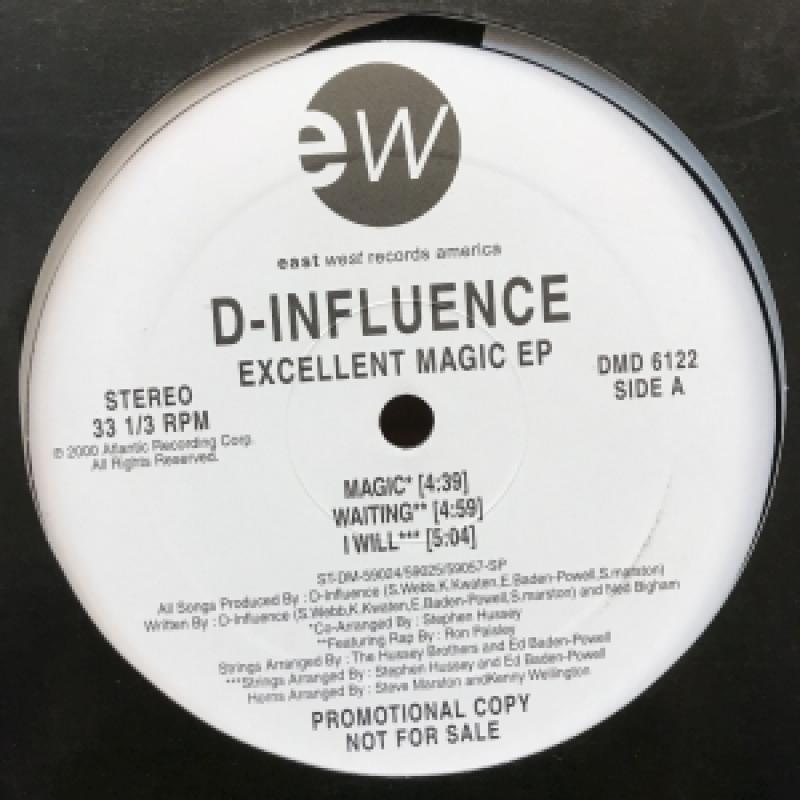 ew
east west records america
D-INFLUENCE
EXCELLENT MAGIC EP
STEREO
33 1/3 RPM
℗ 2000 Atlantic Recording Corp.
All Rights Reserved.
DMD 6122
SIDE A
MAGIC* [4:39]
WAITING** [4:59]
I WILL*** [5:04]
ST-DM-59024/59025/59057-SP
All Songs Produced By : D-Influence (S.Webb,K.Kwaten,E.Baden-Powell,S.marston)
Written By : D-Influence (S.Webb,K.Kwaten,E.Baden-Powell,S.marston) and Ned Bigham
*Co-Arranged By : Stephen Hussey
**Featuring Rap By : Ron Paisley
Strings Arranged By : The Hussey Brothers and Ed Baden-Powell
***Strings Arranged By : Stephen Hussey and Ed Baden-Powell
Horns Arranged By : Steve Marston andKenny Wellington
PROMOTIONAL COPY
NOT FOR SALE